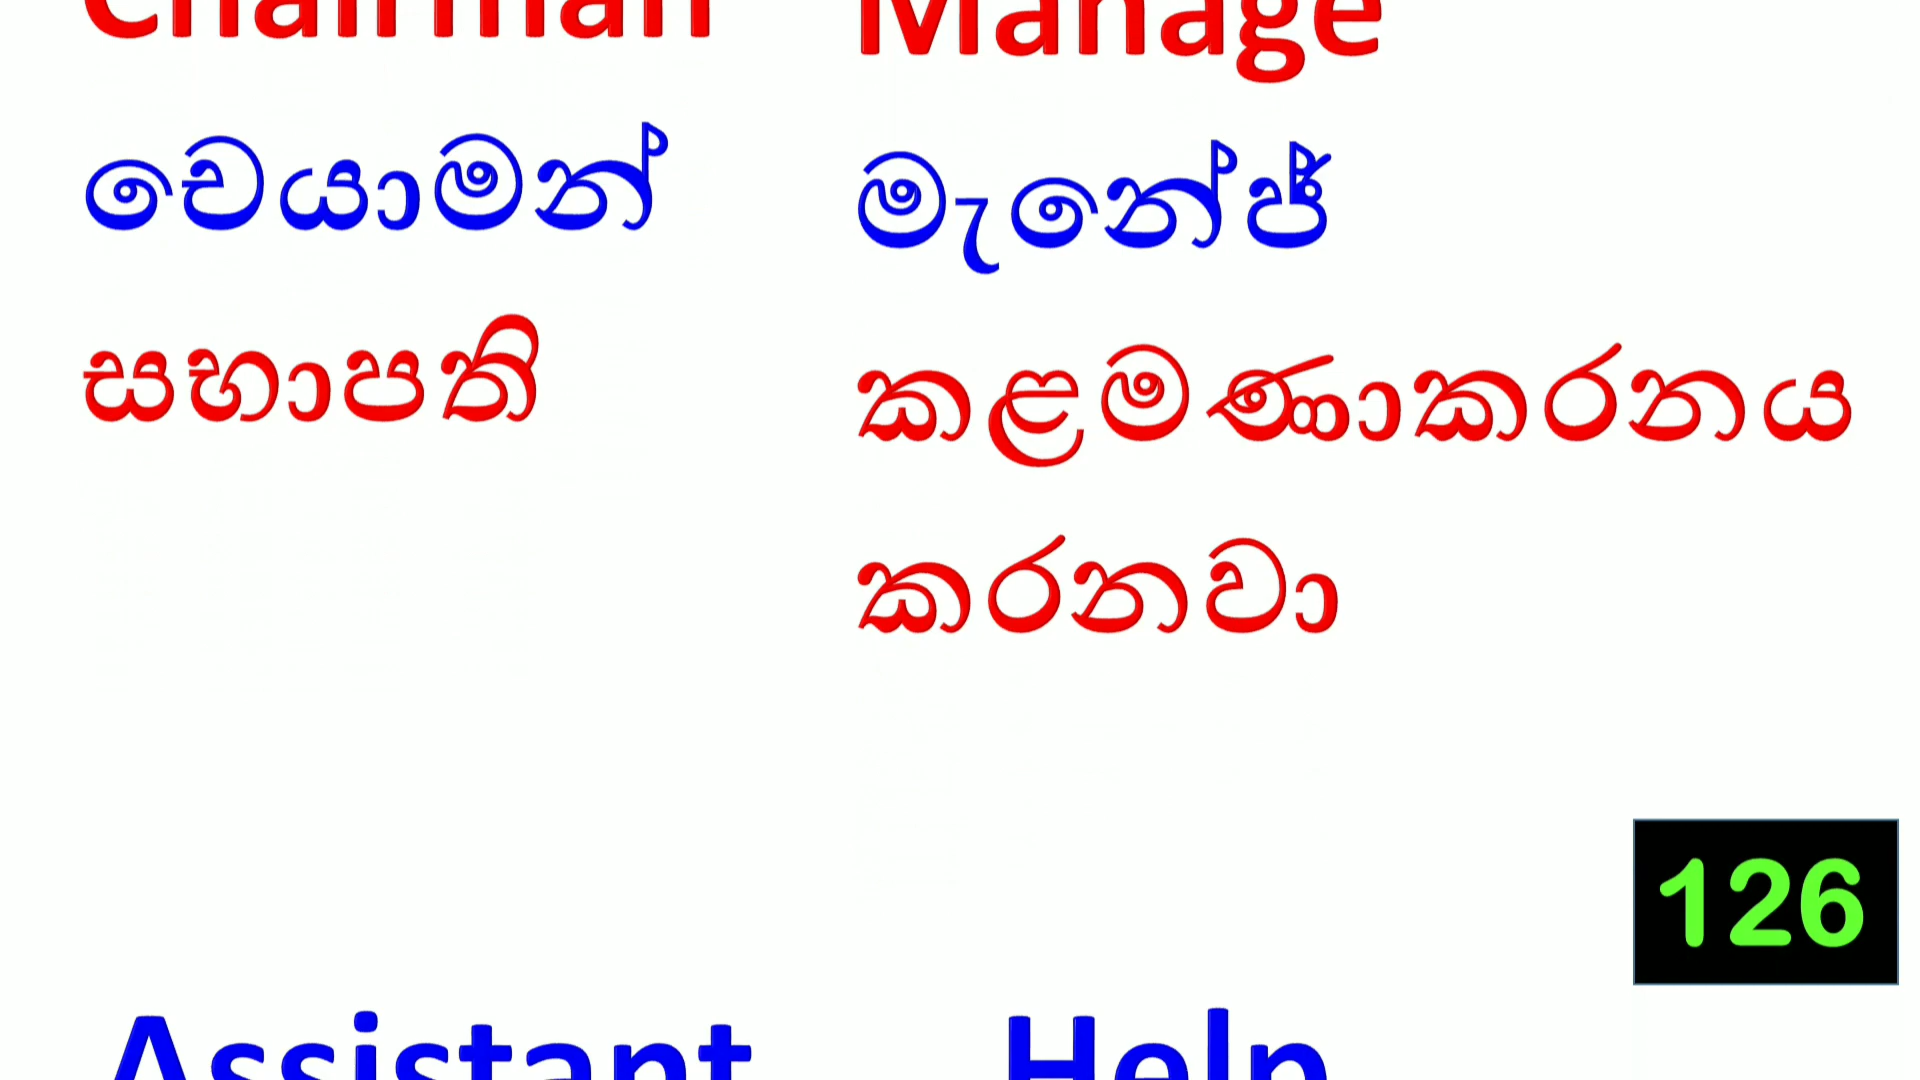 Chairman Manage
චෙයාමන් මැනේජ්
සභාපති කළමණාකරනය
කරනවා
126
Assistant Help